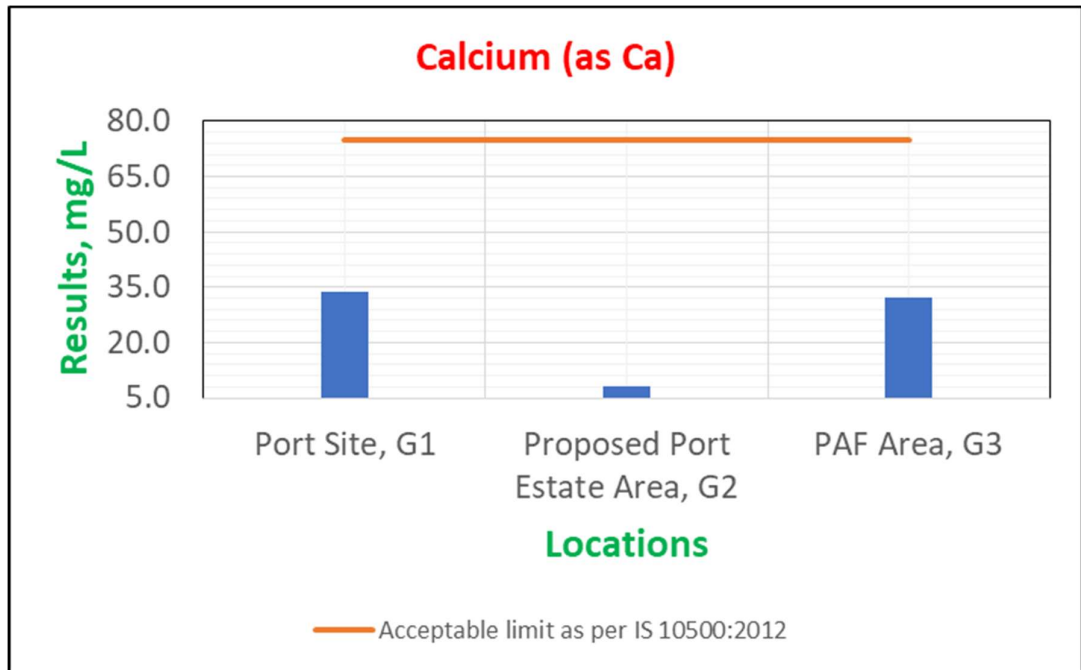 Calcium (as Ca)
Results, mg/L
80.0
65.0
50.0
35.0
20.0
5.0
Port Site, G1
Proposed Port
Estate Area, G2
PAF Area, G3
Locations
Acceptable limit as per IS 10500:2012